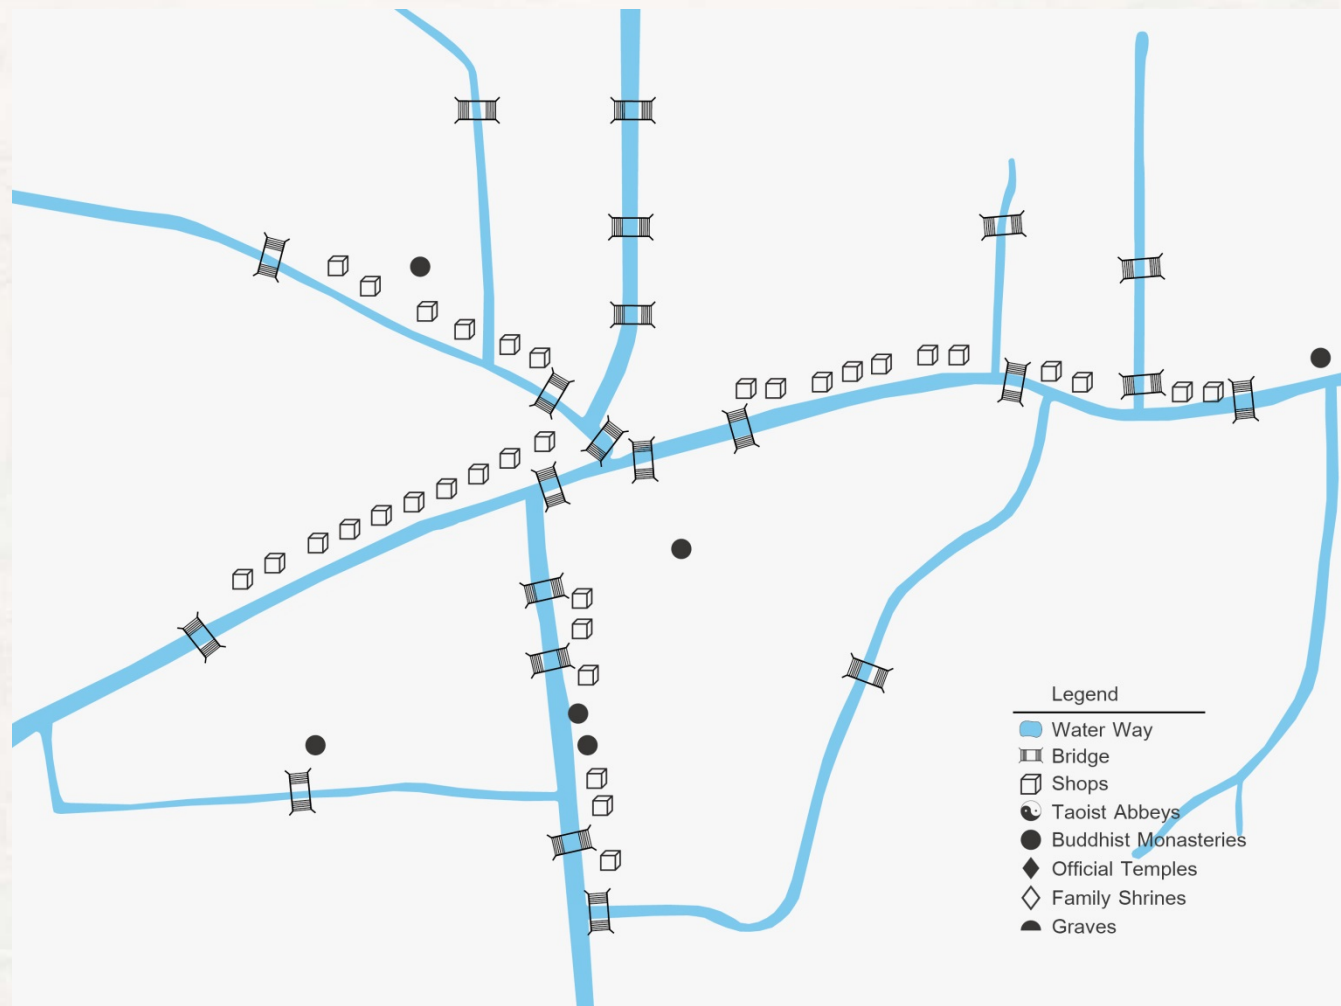 Legend
Water Way
Bridge
Shops
Taoist Abbeys
Buddhist Monasteries
Official Temples
Family Shrines
Graves